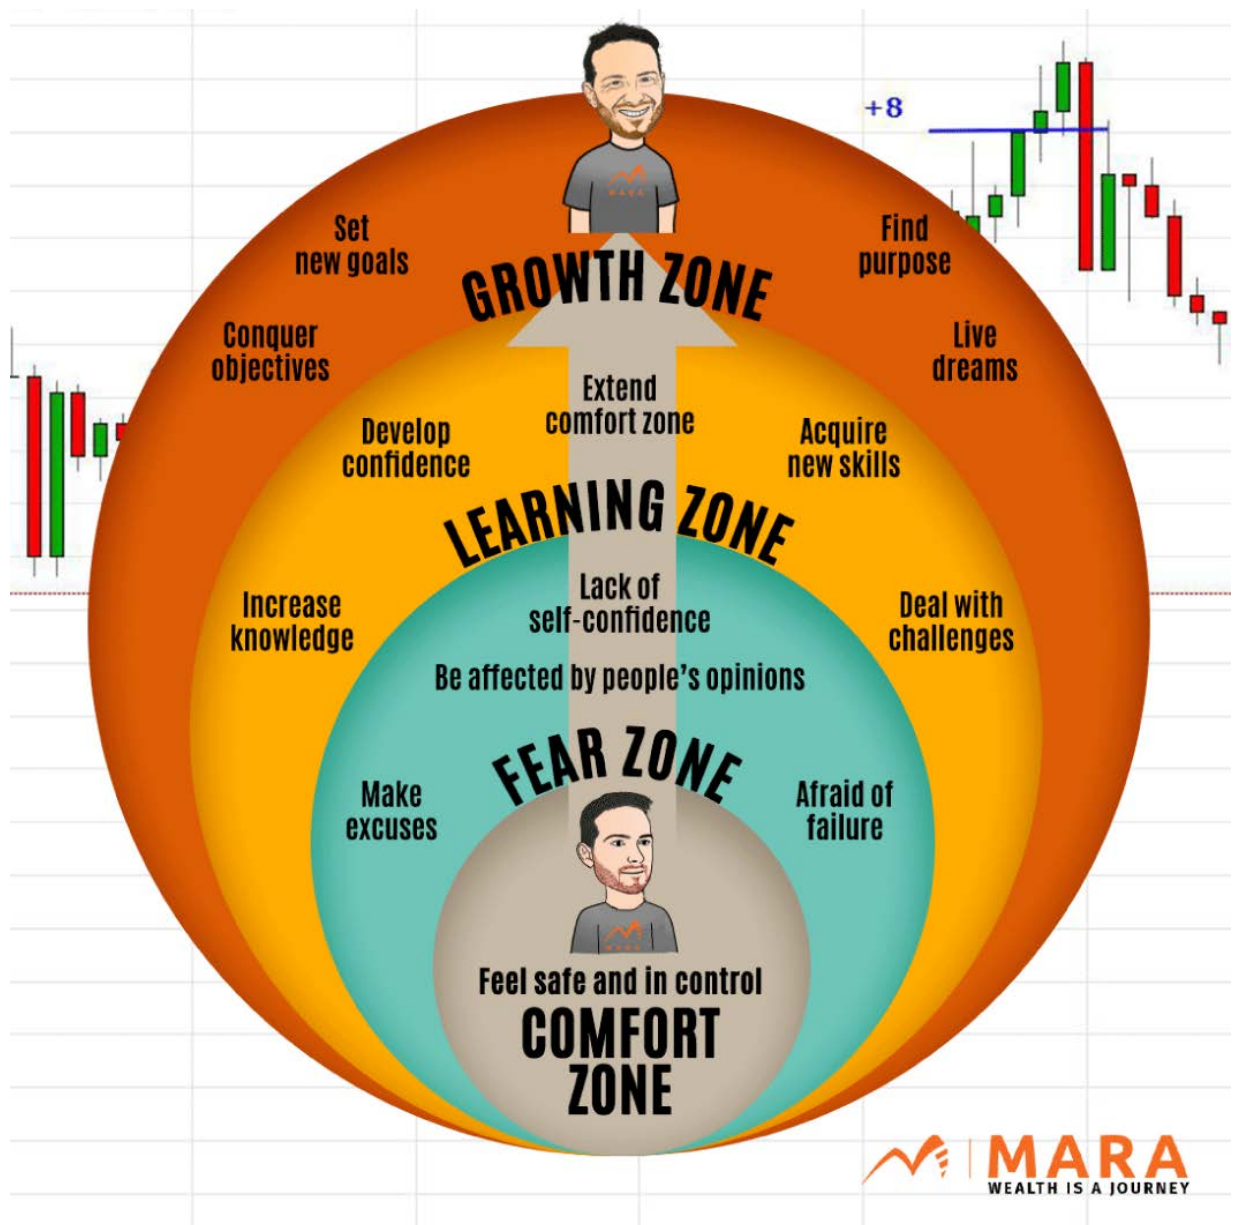 +8
Set
new goals
Find
purpose
GROWTH ZONE
Conquer
objectives
Live
dreams
Extend
comfort zone
Develop
confidence
Acquire
new skills
LEARNING ZONE
Increase
knowledge
Lack of
self-confidence
Deal with
challenges
Be affected by people's opinions
FEAR ZONE
Make
excuses
Afraid of
failure
Feel safe and in control
COMFORT
ZONE
MARA
WEALTH IS A JOURNEY